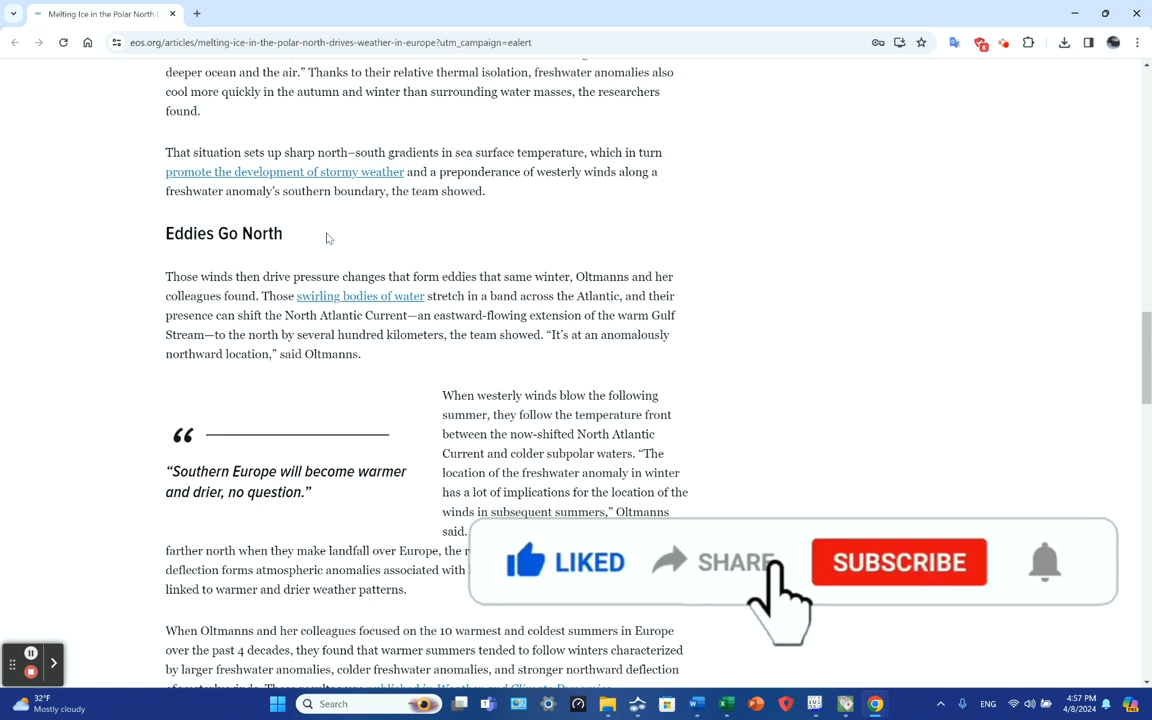 Melting Ice in the Polar North
eos.org/articles/melting-ice-in-the-polar-north-drives-weather-in-europe?utm_campaign=ealert
8
deeper ocean and the air.” Thanks to their relative thermal isolation, freshwater anomalies also
cool more quickly in the autumn and winter than surrounding water masses, the researchers
found.
That situation sets up sharp north–south gradients in sea surface temperature, which in turn
promote the development of stormy weather and a preponderance of westerly winds along a
freshwater anomaly’s southern boundary, the team showed.
Eddies Go North
Those winds then drive pressure changes that form eddies that same winter, Oltmanns and her
colleagues found. Those swirling bodies of water stretch in a band across the Atlantic, and their
presence can shift the North Atlantic Current—an eastward-flowing extension of the warm Gulf
Stream—to the north by several hundred kilometers, the team showed. “It’s at an anomalously
northward location,” said Oltmanns.
“Southern Europe will become warmer
and drier, no question.”
When westerly winds blow the following
summer, they follow the temperature front
between the now-shifted North Atlantic
Current and colder subpolar waters. “The
location of the freshwater anomaly in winter
has a lot of implications for the location of the
winds in subsequent summers,” Oltmanns
said.
farther north when they make landfall over Europe, the
deflection forms atmospheric anomalies associated with
linked to warmer and drier weather patterns.
LIKED SHARE SUBSCRIBE
When Oltmanns and her colleagues focused on the 10 warmest and coldest summers in Europe
over the past 4 decades, they found that warmer summers tended to follow winters characterized
by larger freshwater anomalies, colder freshwater anomalies, and stronger northward deflection
32°F
Mostly cloudy
Search
ENG
4:57 PM
4/8/2024